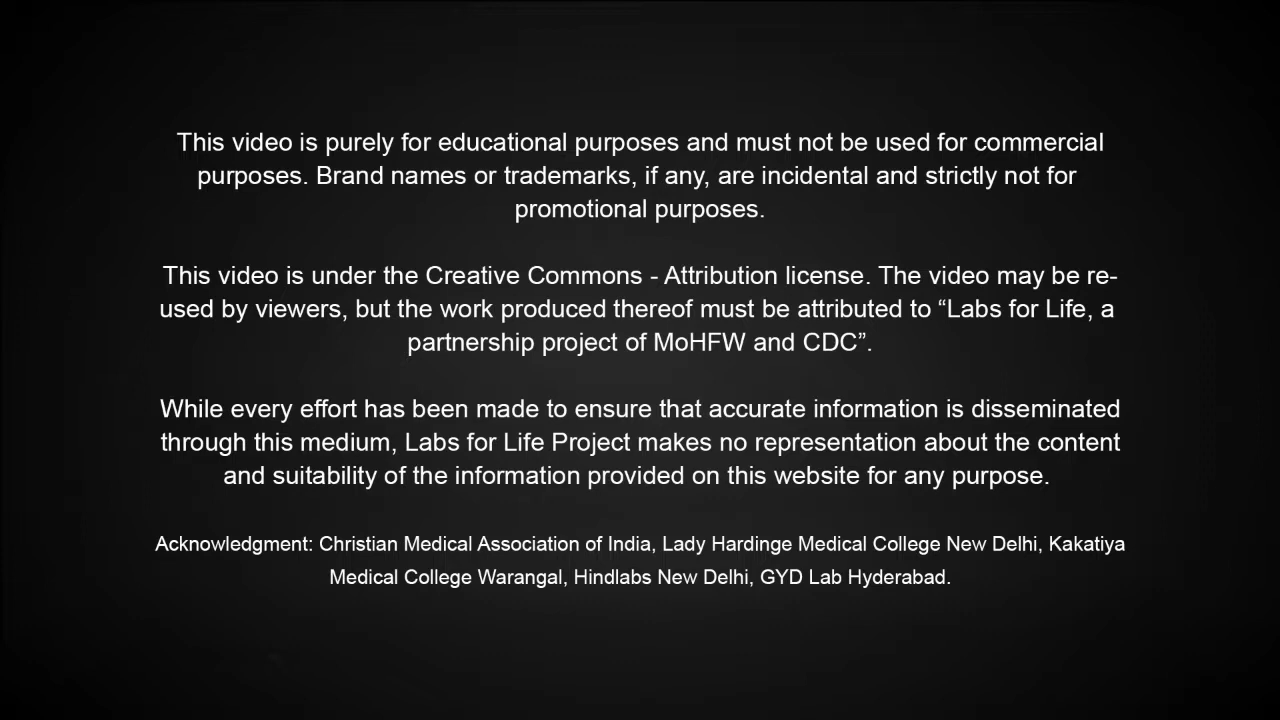 This video is purely for educational purposes and must not be used for commercial
purposes. Brand names or trademarks, if any, are incidental and strictly not for
promotional purposes.
This video is under the Creative Commons - Attribution license. The video may be re-
used by viewers, but the work produced thereof must be attributed to “Labs for Life, a
partnership project of MoHFW and CDC”.
While every effort has been made to ensure that accurate information is disseminated
through this medium, Labs for Life Project makes no representation about the content
and suitability of the information provided on this website for any purpose.
Acknowledgment: Christian Medical Association of India, Lady Hardinge Medical College New Delhi, Kakatiya
Medical College Warangal, Hindlabs New Delhi, GYD Lab Hyderabad.